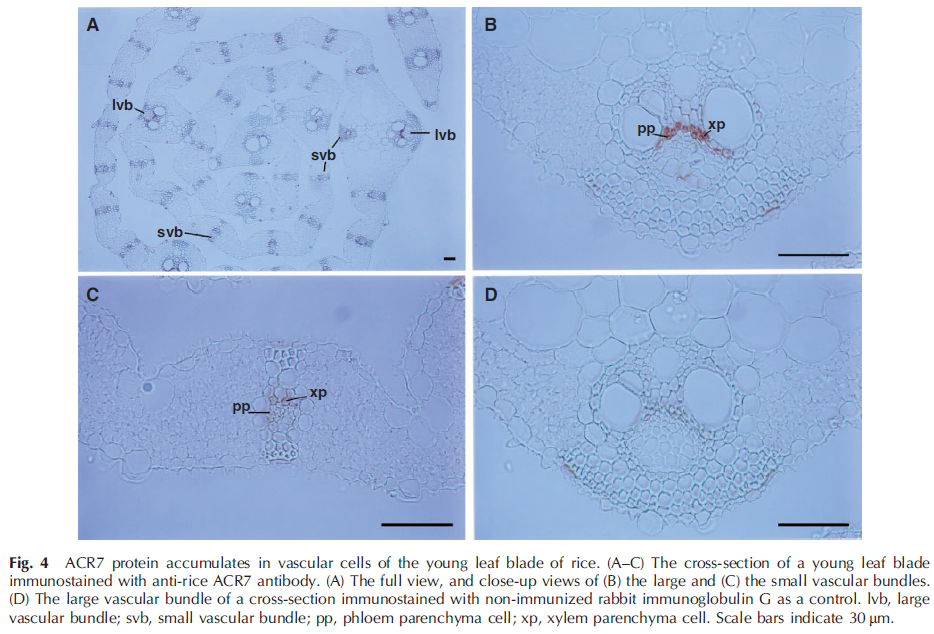 A
B
lvb
lvb
svb
svb
pp
xp
C
D
pp
xp
Fig. 4 ACR7 protein accumulates in vascular cells of the young leaf blade of rice. (A–C) The cross-section of a young leaf blade
immunostained with anti-rice ACR7 antibody. (A) The full view, and close-up views of (B) the large and (C) the small vascular bundles.
(D) The large vascular bundle of a cross-section immunostained with non-immunized rabbit immunoglobulin G as a control. lvb, large
vascular bundle; svb, small vascular bundle; pp, phloem parenchyma cell; xp, xylem parenchyma cell. Scale bars indicate 30 µm.